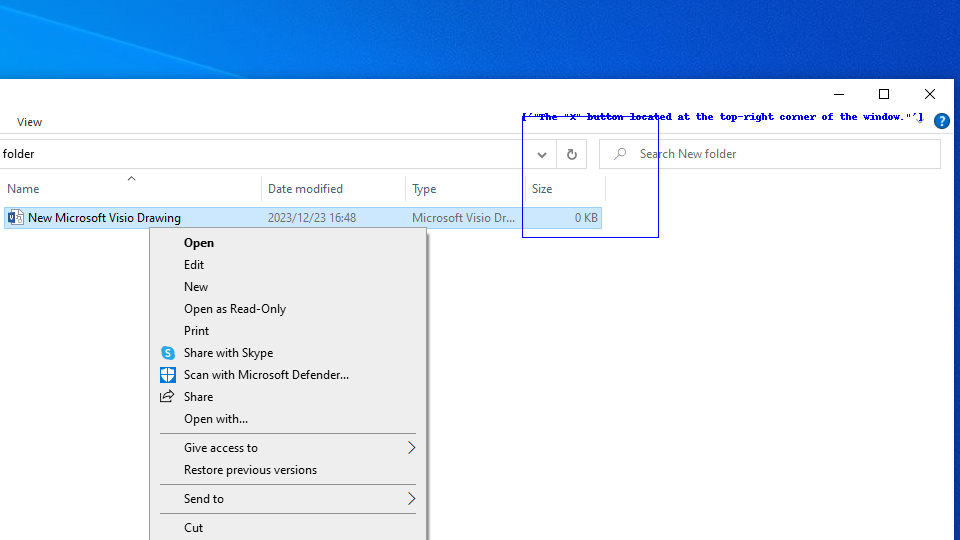 View
['"The "X" button located at the top-right corner of the window."']
?
folder
Search New folder
Name Date modified Type Size
New Microsoft Visio Drawing 2023/12/23 16:48 Microsoft Visio Dr... 0 KB
Open
Edit
New
Open as Read-Only
Print
Share with Skype
Scan with Microsoft Defender...
Share
Open with...
Give access to
Restore previous versions
Send to
Cut